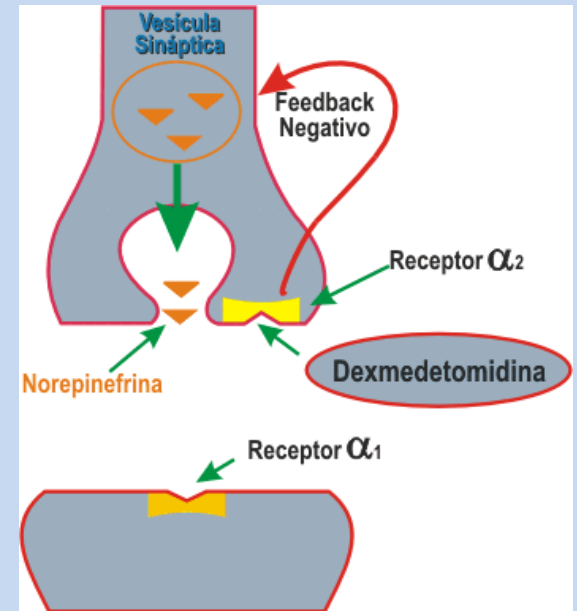 Vesícula
Sináptica
Feedback
Negativo
Receptor α2
Norepinefrina
Dexmedetomidina
Receptor α1